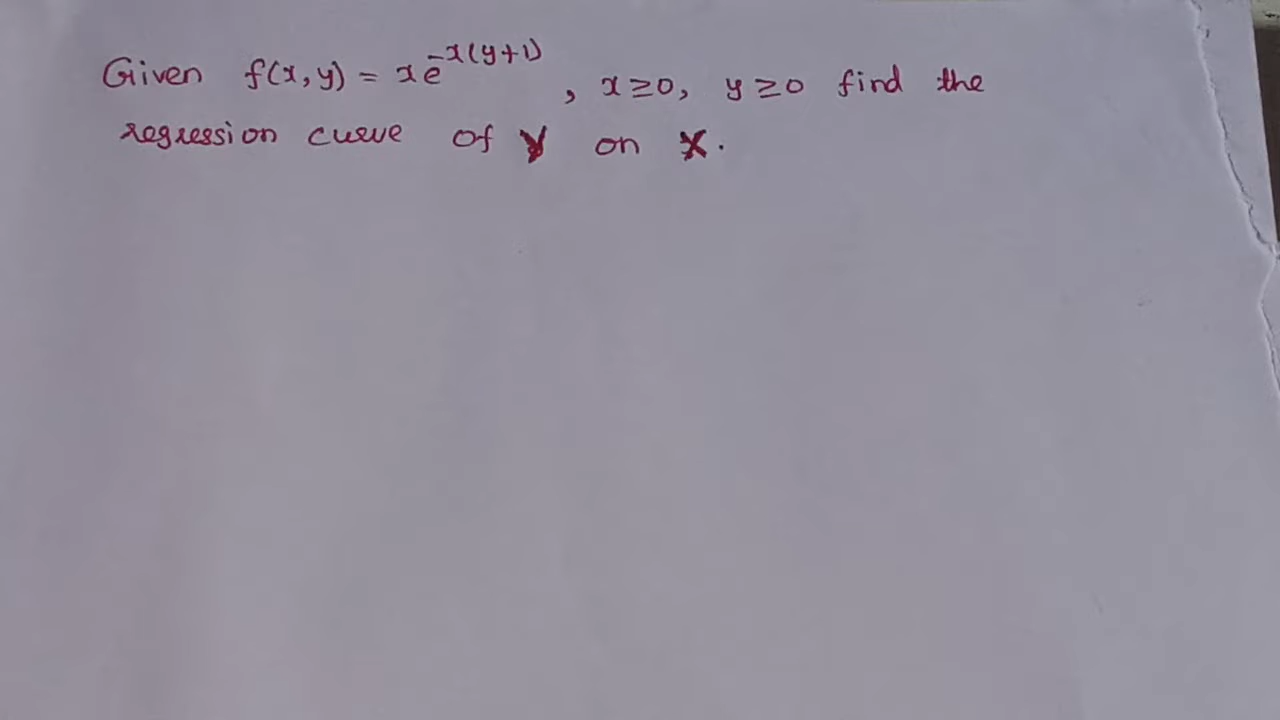 Given f(x,y) = xe^{-x(y+1)}, x≥0, y≥0 find the
regression curve of Y on X.